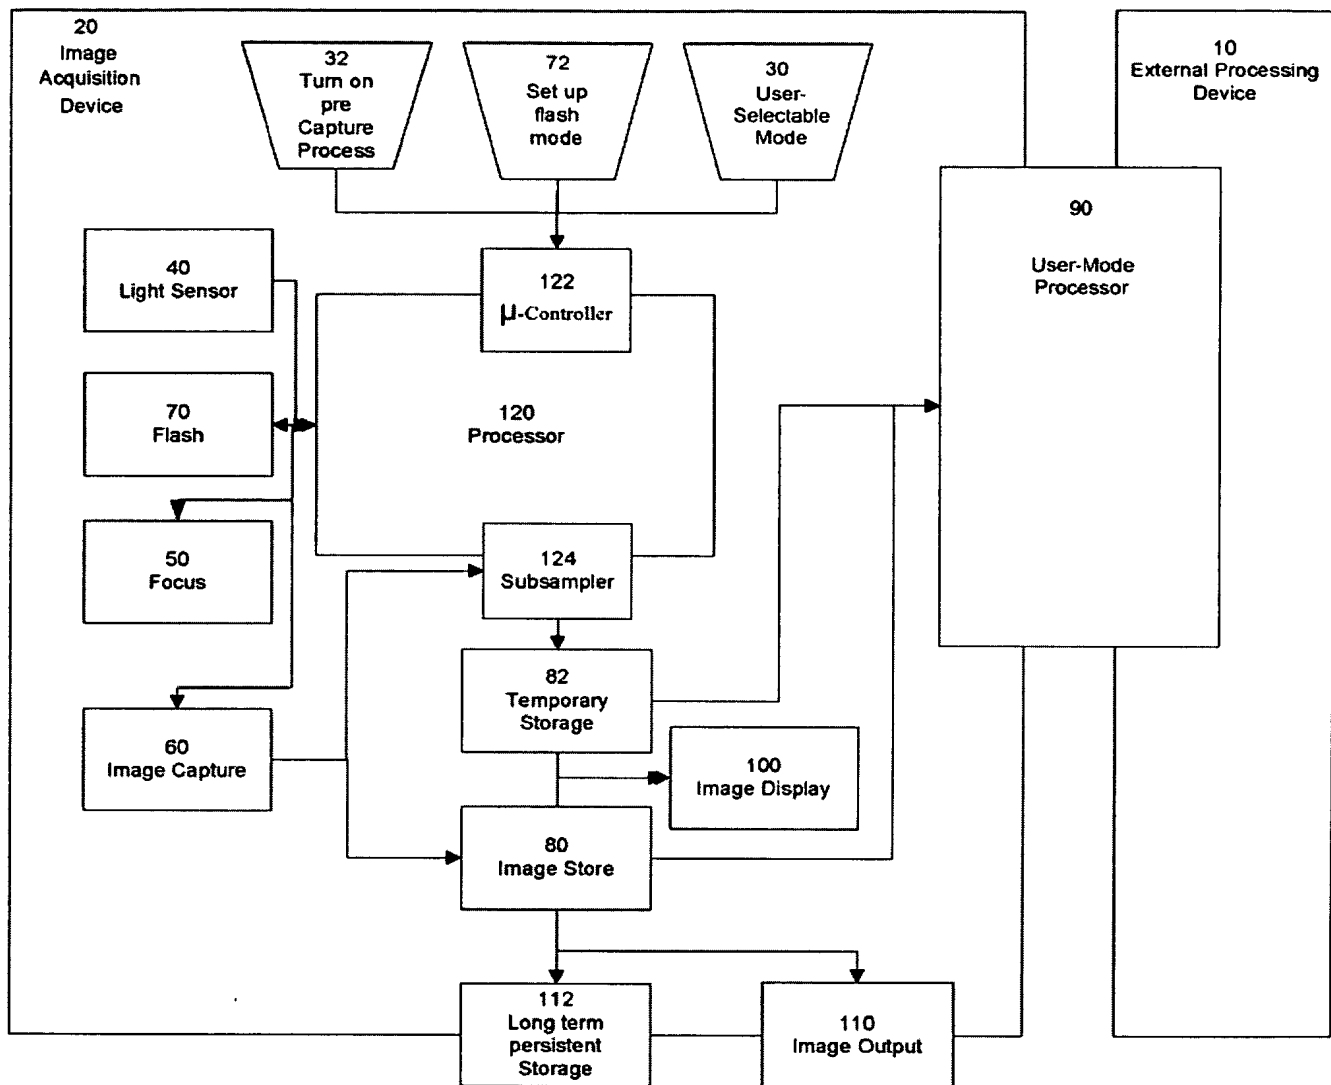 20
Image
Acquisition
Device
32
Turn on
pre
Capture
Process
72
Set up
flash
mode
30
User-
Selectable
Mode
10
External Processing
Device
90
User-Mode
Processor
40
Light Sensor
122
μ-Controller
70
Flash
120
Processor
50
Focus
124
Subsampler
82
Temporary
Storage
60
Image Capture
100
Image Display
80
Image Store
112
Long term
persistent
Storage
110
Image Output